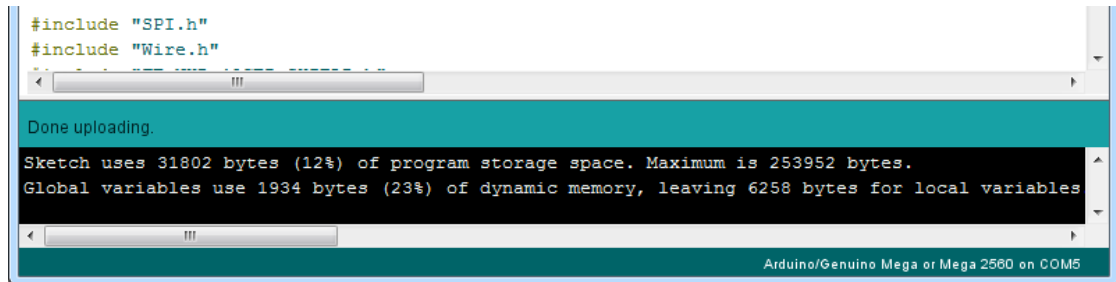 #include "SPI.h"
#include "Wire.h"
Done uploading.
Sketch uses 31802 bytes (12%) of program storage space. Maximum is 253952 bytes.
Global variables use 1934 bytes (23%) of dynamic memory, leaving 6258 bytes for local variables
Arduino/Genuino Mega or Mega 2560 on COM5